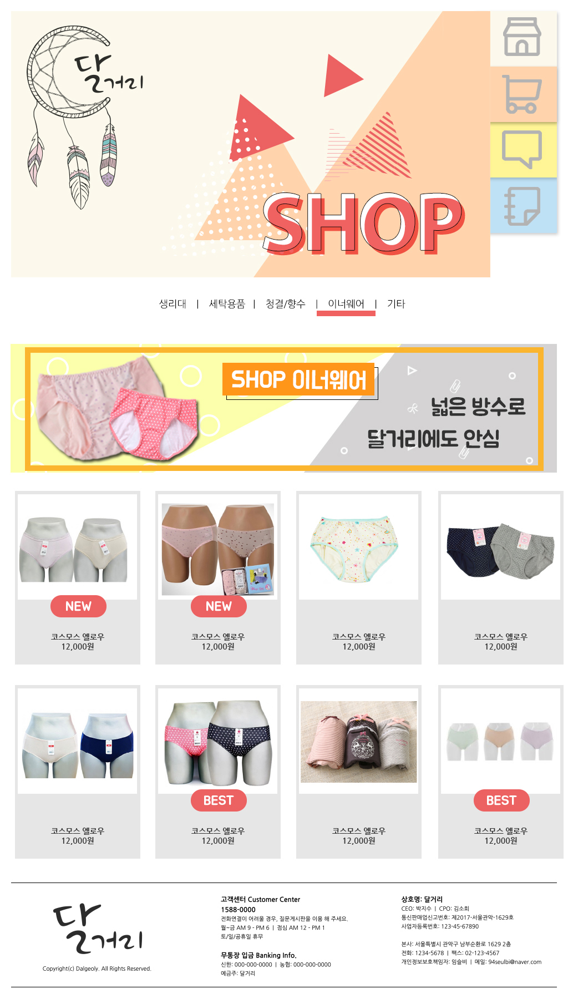 달거리
SHOP
생리대 | 세탁용품 | 청결/향수 | 이너웨어 | 기타
SHOP 이너웨어
넓은 방수로
달거리에도 안심
NEW
NEW
코스모스 옐로우
12,000원
코스모스 옐로우
12,000원
코스모스 옐로우
12,000원
코스모스 옐로우
12,000원
BEST
BEST
코스모스 옐로우
12,000원
코스모스 옐로우
12,000원
코스모스 옐로우
12,000원
코스모스 옐로우
12,000원
달거리
Copyright(c) Dalgeoly. All Rights Reserved.
고객센터 Customer Center
1588-0000
전화연결이 어려울 경우, 질문게시판을 이용 해 주세요.
월~금 AM 9 - PM 6 | 점심 AM 12 - PM 1
토/일/공휴일 휴무
무통장 입금 Banking Info.
신한: 000-000-0000 | 농협: 000-000-0000
예금주: 달거리
상호명: 달거리
CEO: 박지수 | CPO: 김소희
통신판매업신고번호: 제2017-서울관악-1629호
사업자등록번호: 123-45-67890
본사: 서울특별시 관악구 남부순환로 1629 2층
전화: 1234-5678 | 팩스: 02-123-4567
개인정보보호책임자: 임슬비 | 메일: 94seulbi@naver.com